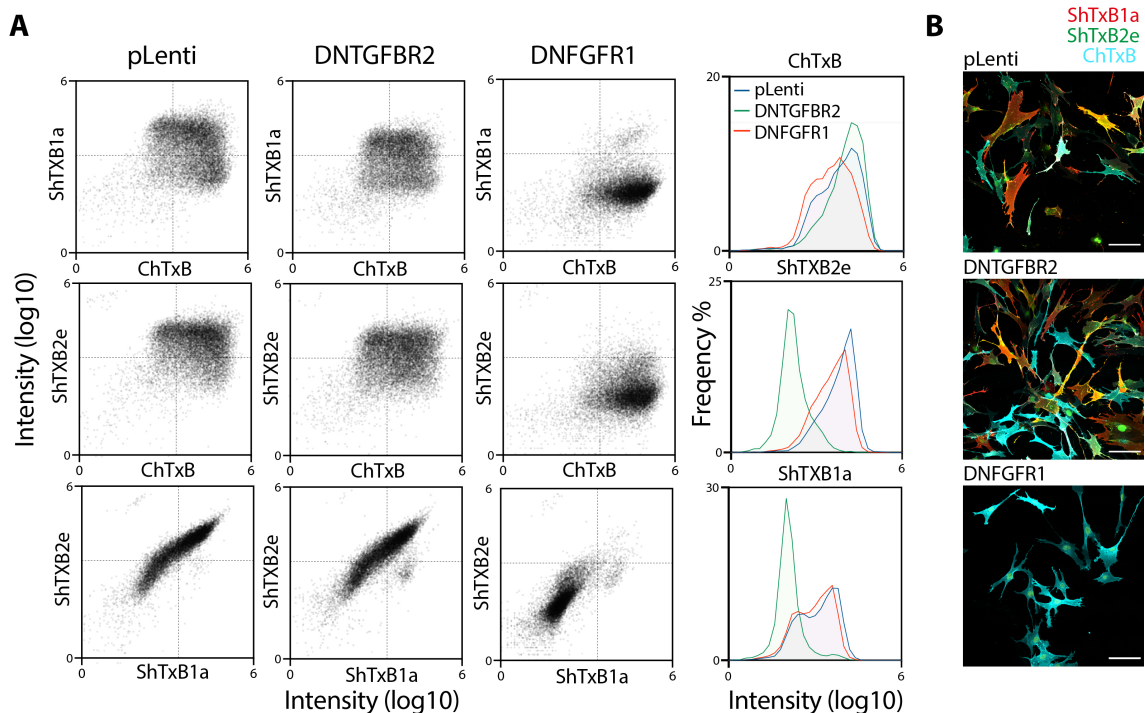 A
B
ShTxB1a
ShTxB2e
ChTxB
pLenti
DNTGFBR2
DNFGFR1
ChTxB
pLenti
6
ShTXB1a
0
ChTxB
6
6
ShTXB1a
0
ChTxB
6
6
ShTXB1a
0
ChTxB
6
20
pLenti
DNTGFBR2
DNFGFR1
0
ShTXB2e
6
Intensity (log10)
6
ShTXB2e
0
ChTxB
6
6
ShTXB2e
0
ChTxB
6
6
ShTXB2e
0
ChTxB
6
Freqency %
25
0
0
ShTXB1a
6
DNTGFBR2
6
ShTXB2e
0
0
ShTxB1a
6
6
ShTXB2e
0
0
ShTxB1a
6
6
ShTXB2e
0
0
ShTxB1a
6
30
0
0
6
DNFGFR1
Intensity (log10)
Intensity (log10)